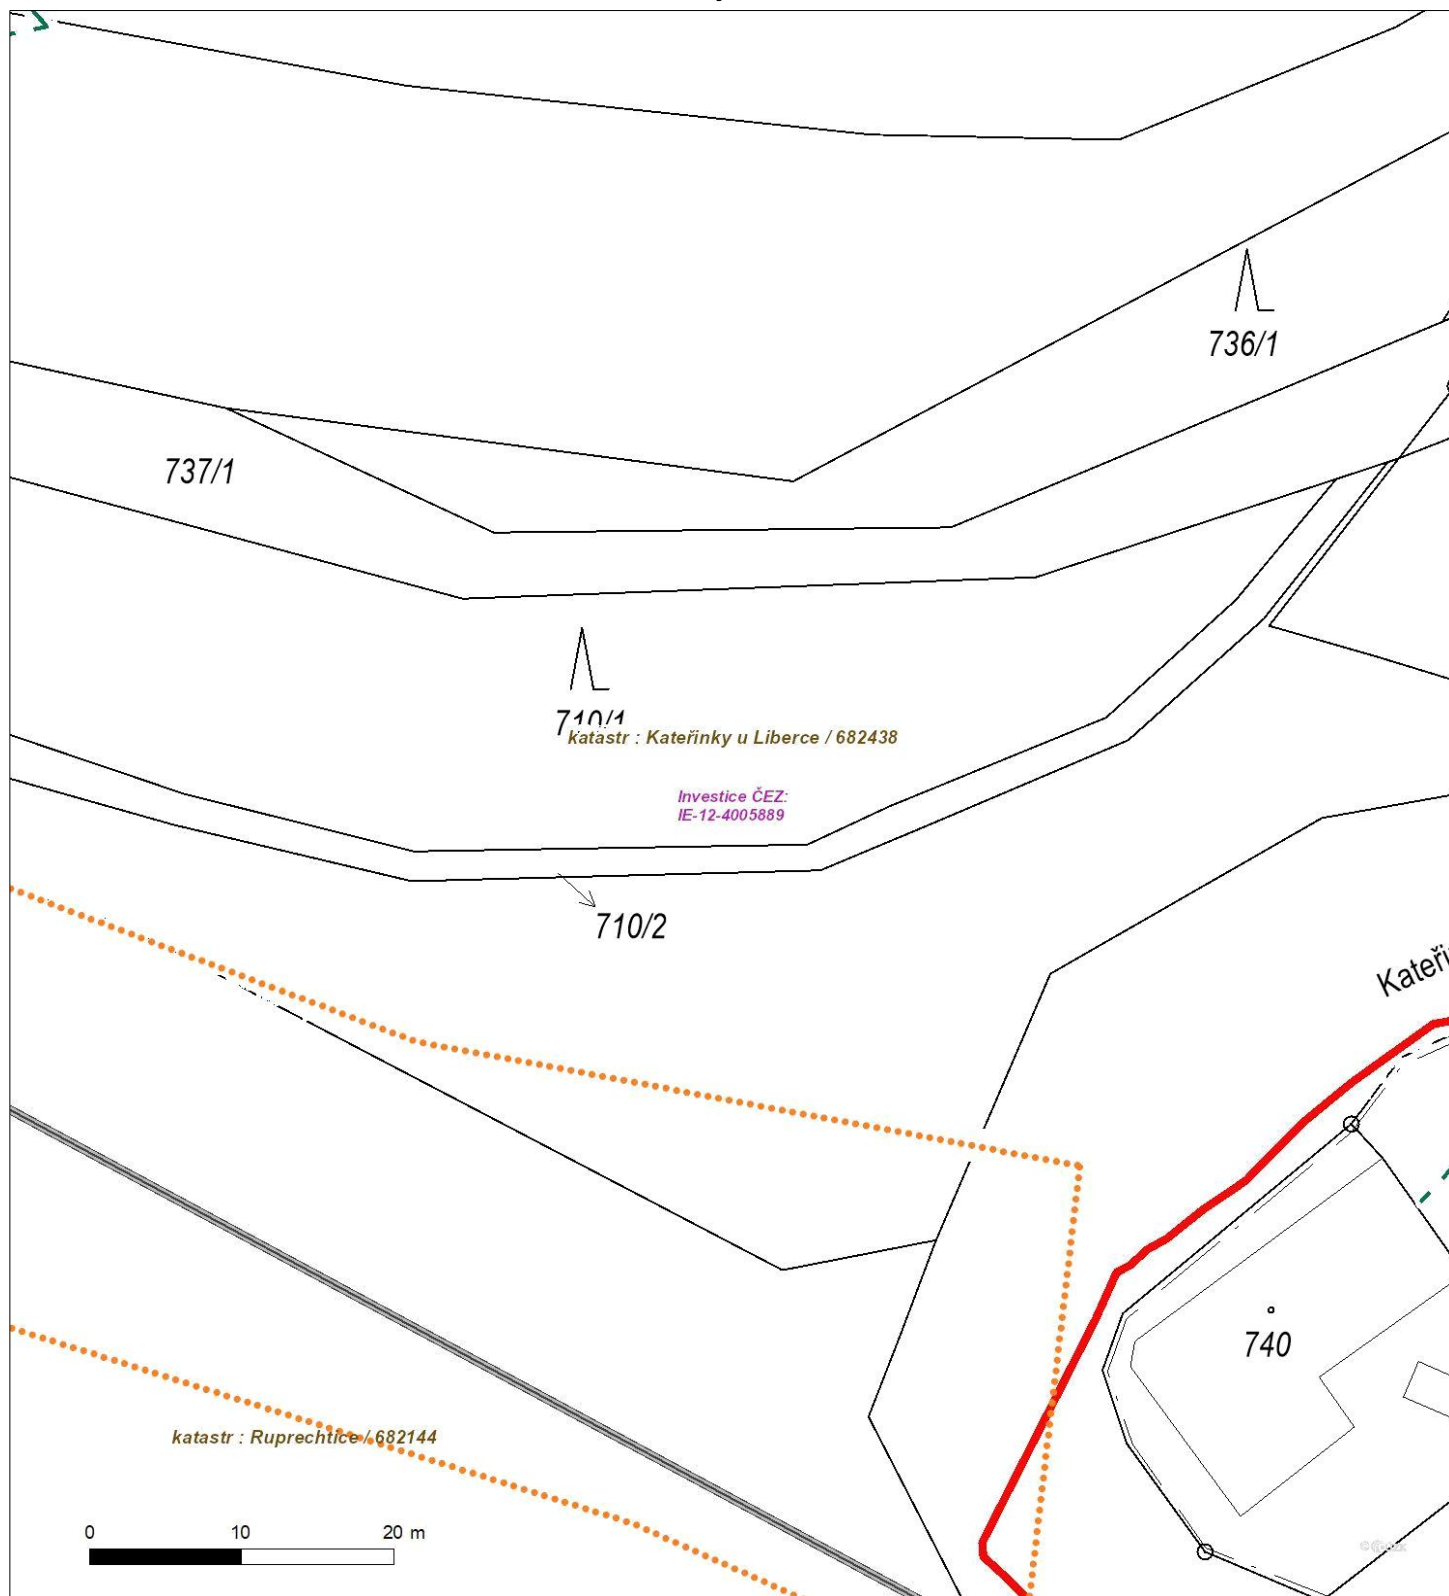 736/1
737/1
710/1
katastr : Kateřinky u Liberce / 682438
Investice ČEZ:
IE-12-4005889
710/2
Kateři
740
katastr : Ruprechtice / 682144
0 10 20 m